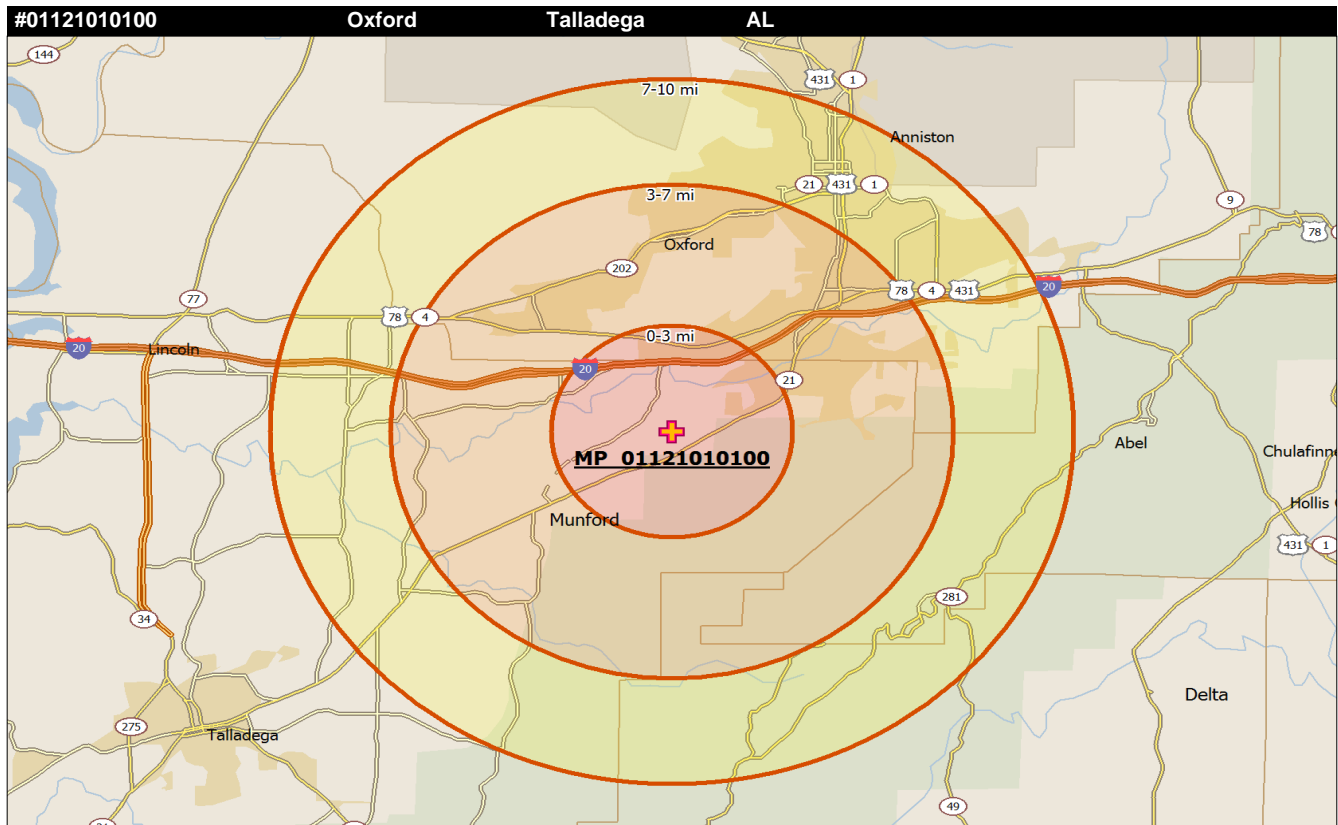 #01121010100 Oxford Talladega AL
144
7-10 mi
431 1
Anniston
3-7 mi
21 431 1
9
Oxford
78
202
77
20
78 4
78 4 431
0-3 mi
20
Lincoln
20
21
MP 01121010100
Abel
Chulafinne
Hollis
Munford
431 1
34
281
Delta
275
Talladega
49